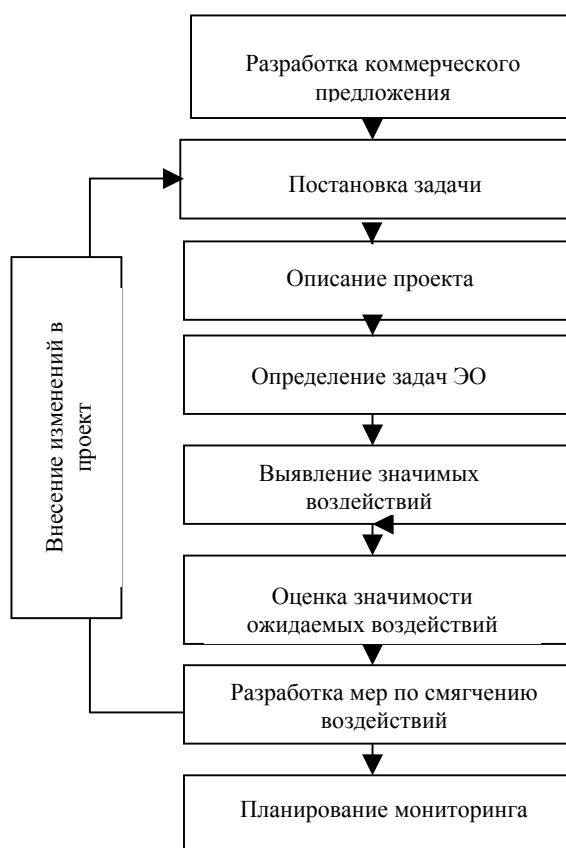 Разработка коммерческого
предложения
Постановка задачи
Описание проекта
Определение задач ЭО
Выявление значимых
воздействий
Оценка значимости
ожидаемых воздействий
Разработка мер по смягчению
воздействий
Планирование мониторинга
Внесение изменений в
проект